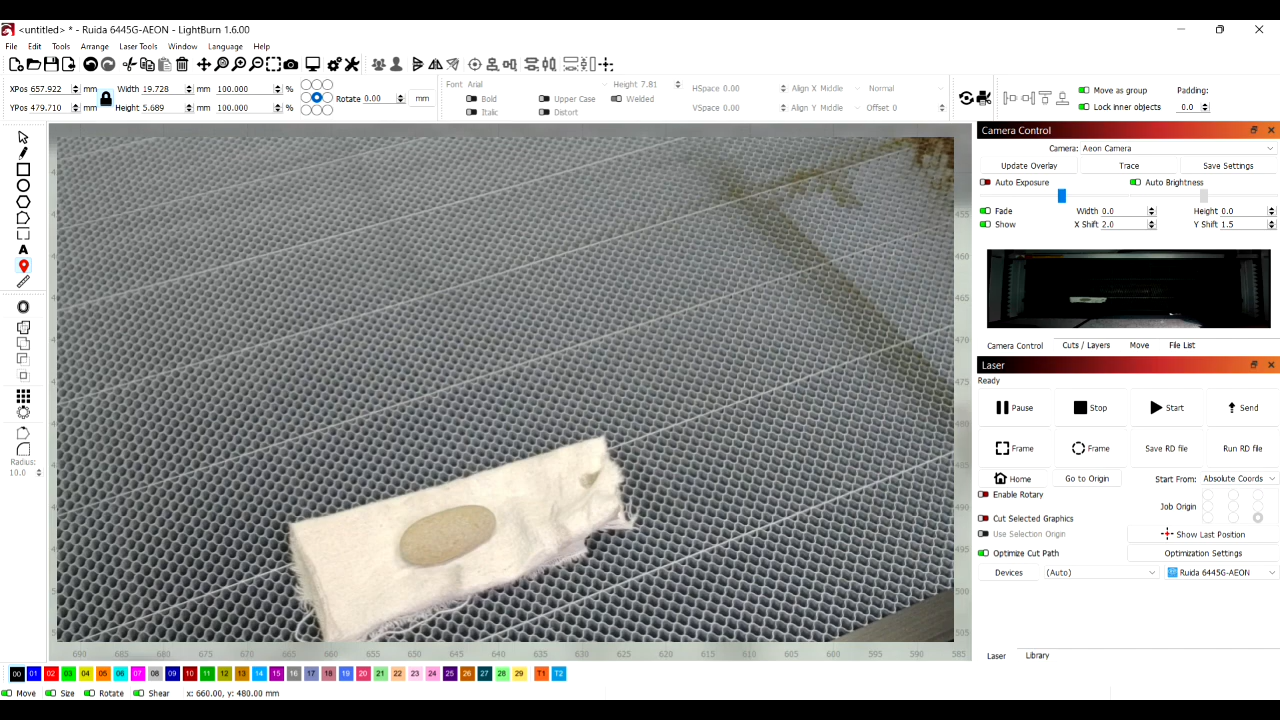 <untitled> * - Ruida 6445G-AEON - LightBurn 1.6.00
File Edit Tools Arrange Laser Tools Window Language Help
XPos 657.922 mm Width 19.728 mm 100.000 %
YPos 479.710 mm Height 5.689 mm 100.000 %
Rotate 0.00 mm
Font Arial Height 7.81
Bold Upper Case Welded
Italic Distort
HSpace 0.00 Align X Middle Normal
VSpace 0.00 Align Y Middle Offset 0
Move as group Padding:
Lock inner objects 0.0
Camera Control
Camera: Aeon Camera
Update Overlay Trace Save Settings
Auto Exposure Auto Brightness
Fade Width 0.0 Height 0.0
Show X Shift 2.0 Y Shift 1.5
Camera Control Cuts / Layers Move File List
Laser
Ready
Pause Stop Start Send
Frame Frame Save RD file Run RD file
Home Go to Origin Start From: Absolute Coords
Enable Rotary
Job Origin
Cut Selected Graphics
Use Selection Origin Show Last Position
Optimize Cut Path Optimization Settings
Devices (Auto) Ruida 6445G-AEON
Laser Library
Radius:
10.0
455
460
465
470
475
480
485
490
495
505
690 685 680 675 670 665 660 655 650 645 640 635 630 625 620 615 610 605 600 595 590 585
00 01 02 03 04 05 06 07 08 09 10 11 12 13 14 15 16 17 18 19 20 21 22 23 24 25 26 27 28 29 T1 T2
Move Size Rotate Shear x: 660.00, y: 480.00 mm